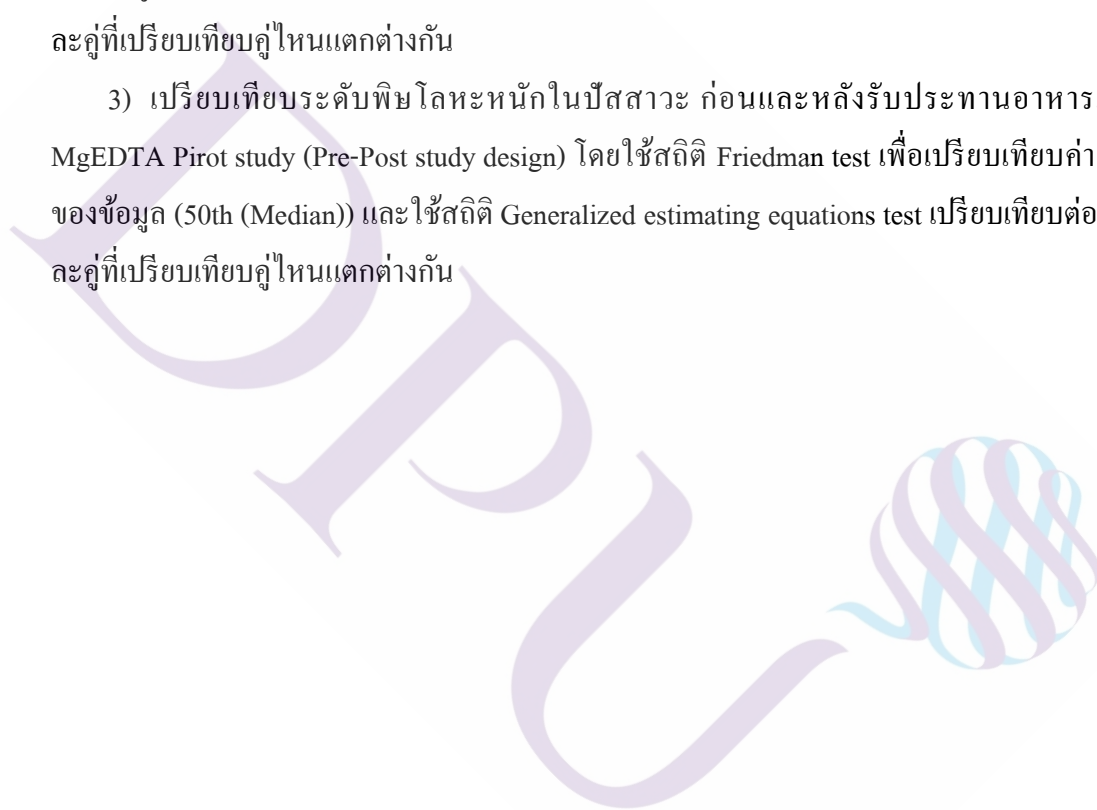 ละคู่ที่เปรียบเทียบคู่ไหนแตกต่างกัน
3) เปรียบเทียบระดับพิษโลหะหนักในปัสสาวะ ก่อนและหลังรับประทานอาหาร
MgEDTA Pirot study (Pre-Post study design) โดยใช้สถิติ Friedman test เพื่อเปรียบเทียบค่า
ของข้อมูล (50th (Median)) และใช้สถิติ Generalized estimating equations test เปรียบเทียบต่อ
ละคู่ที่เปรียบเทียบคู่ไหนแตกต่างกัน
DPU